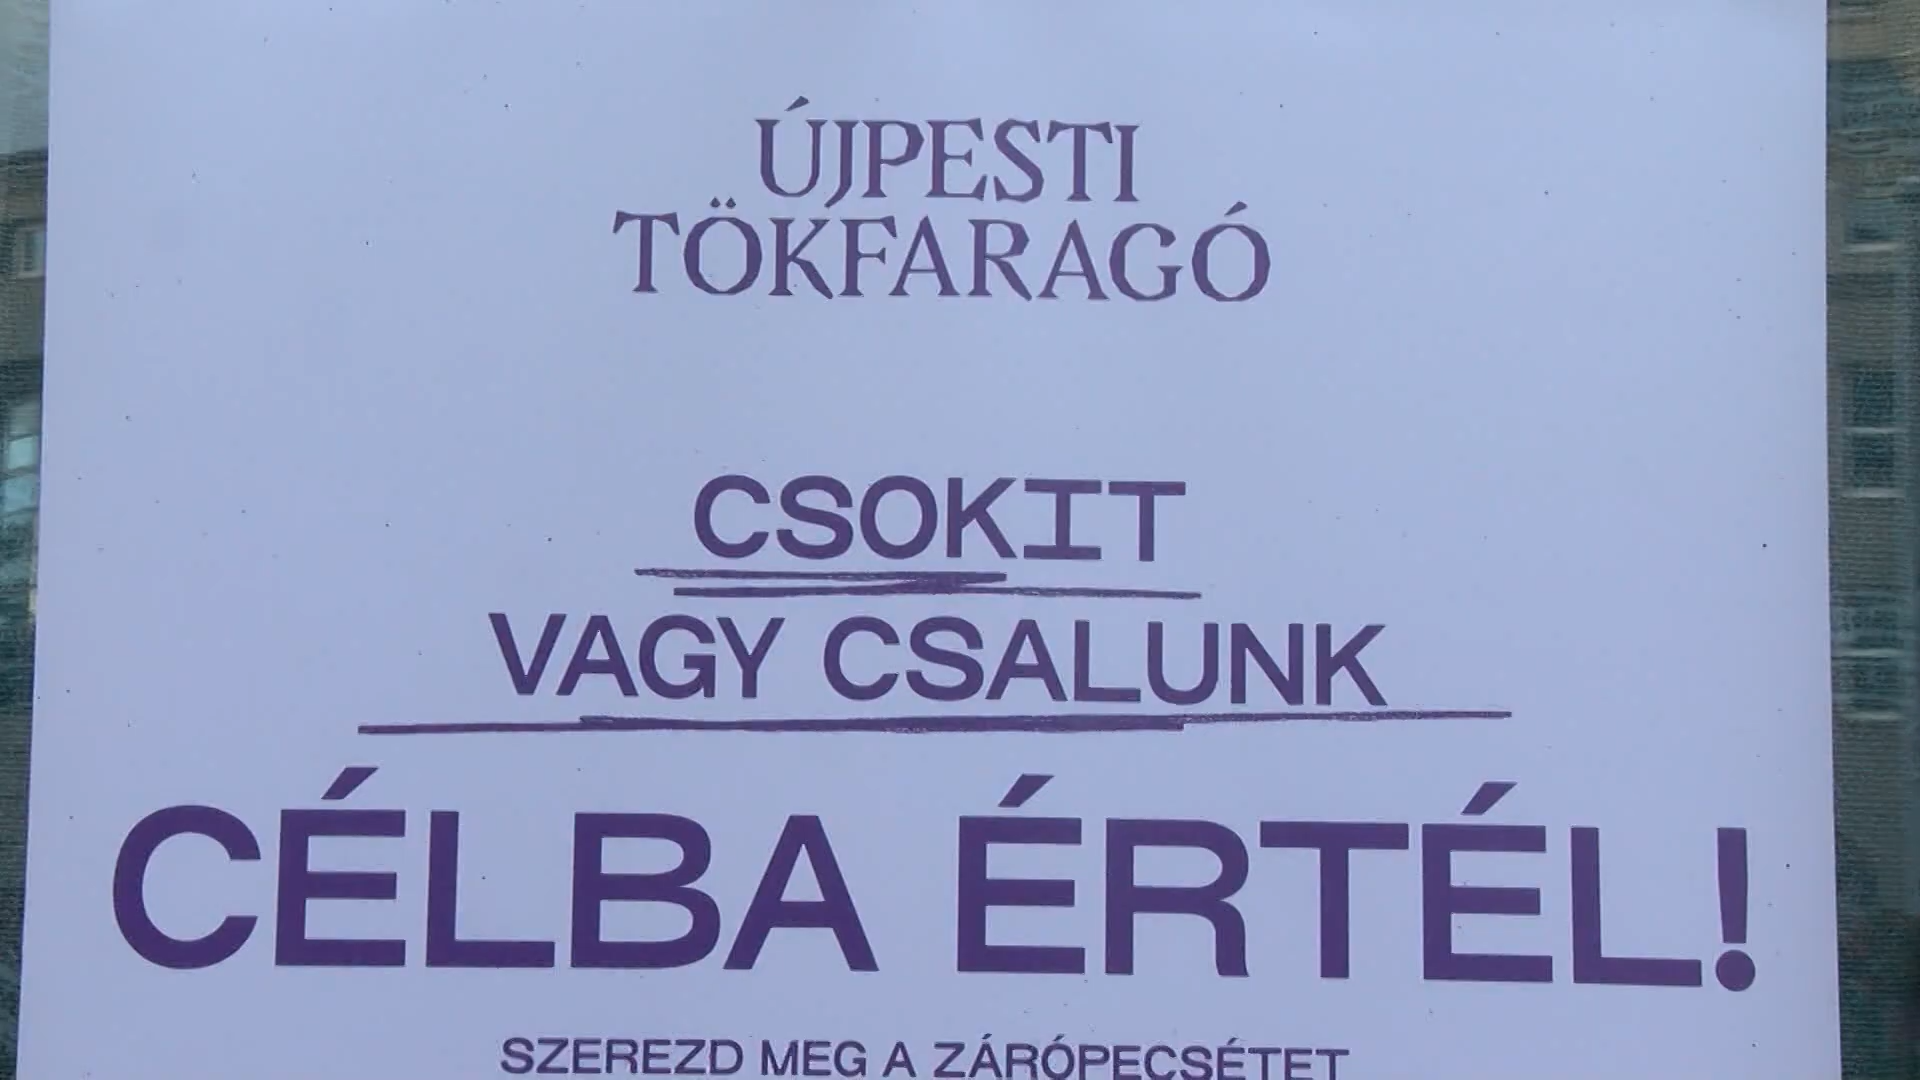 ÚJPESTI
TÖKFARAGÓ
CSOKIT
VAGY CSALUNK
CÉLBA ÉRTÉL!
SZEREZD MEG A ZÁRÓPECSÉTET